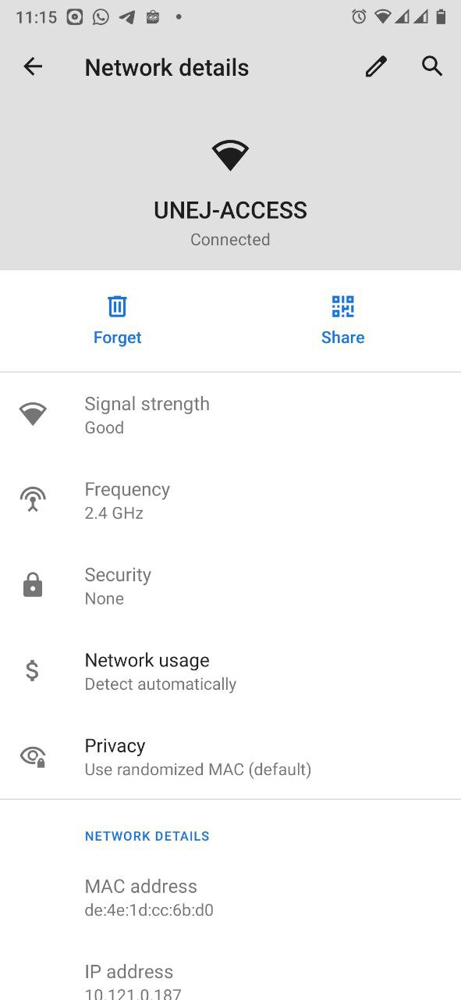 11:15
Network details
UNEJ-ACCESS
Connected
Forget
Share
Signal strength
Good
Frequency
2.4 GHz
Security
None
$
Network usage
Detect automatically
Privacy
Use randomized MAC (default)
NETWORK DETAILS
MAC address
de:4e:1d:cc:6b:d0
IP address
10.121.0.187